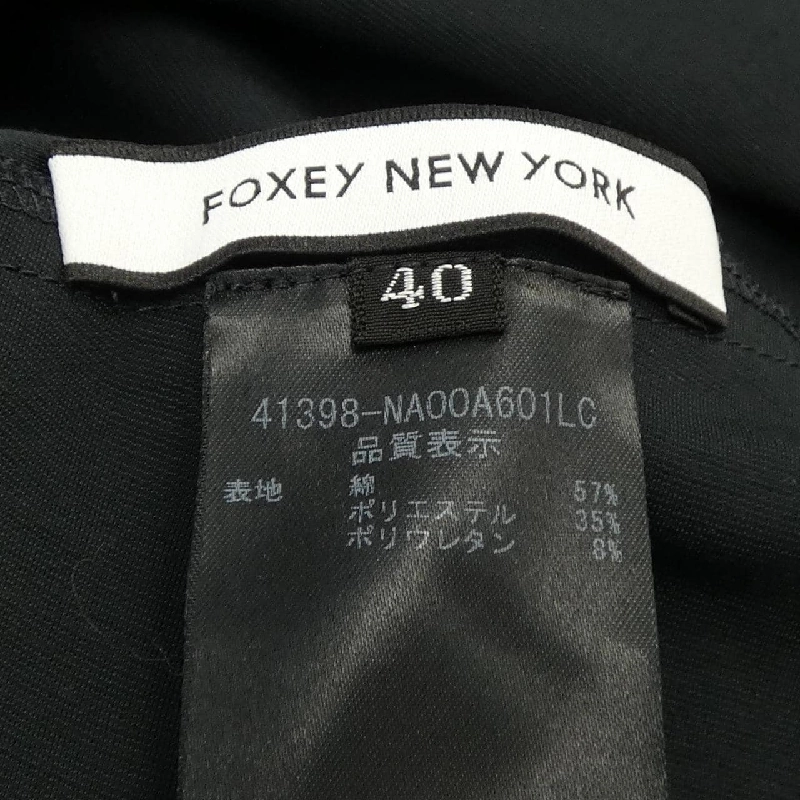 FOXEY NEW YORK
40
41398-NA00A601LC
品質表示
表地 綿 57%
ポリエステル 35%
ポリウレタン 8%